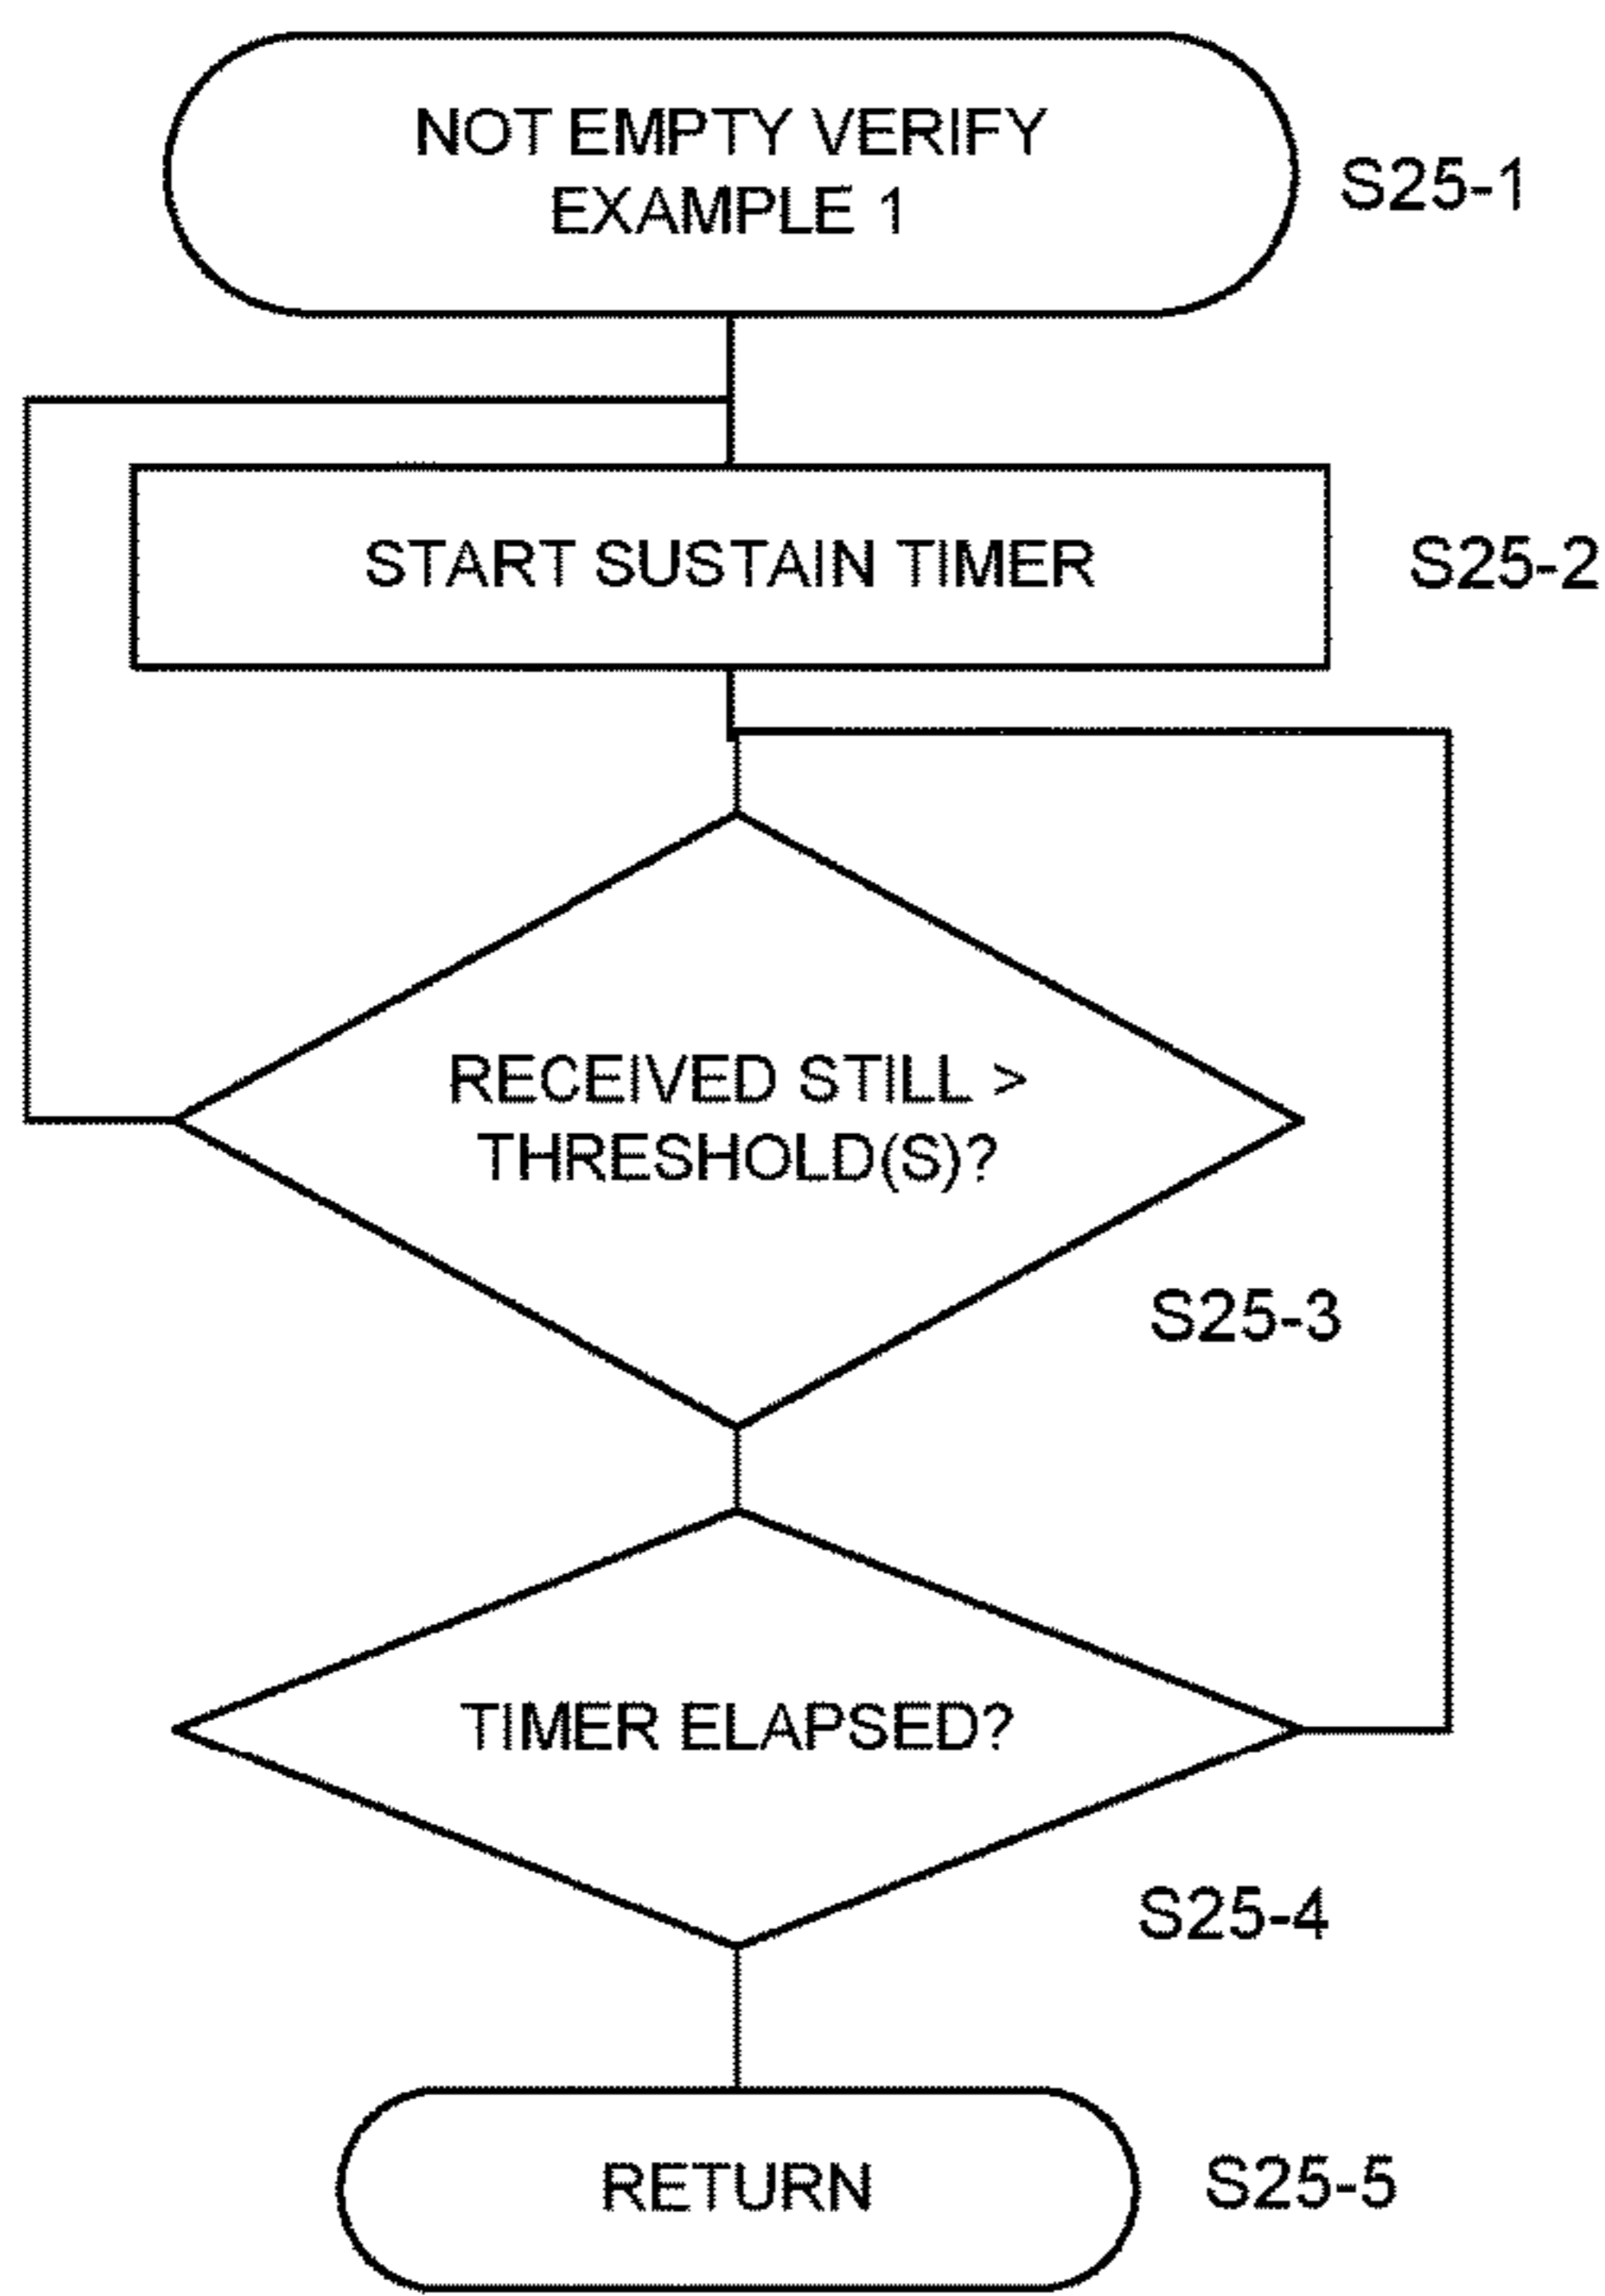 NOT EMPTY VERIFY
EXAMPLE 1
S25-1
START SUSTAIN TIMER
S25-2
RECEIVED STILL >
THRESHOLD(S)?
S25-3
TIMER ELAPSED?
S25-4
RETURN
S25-5